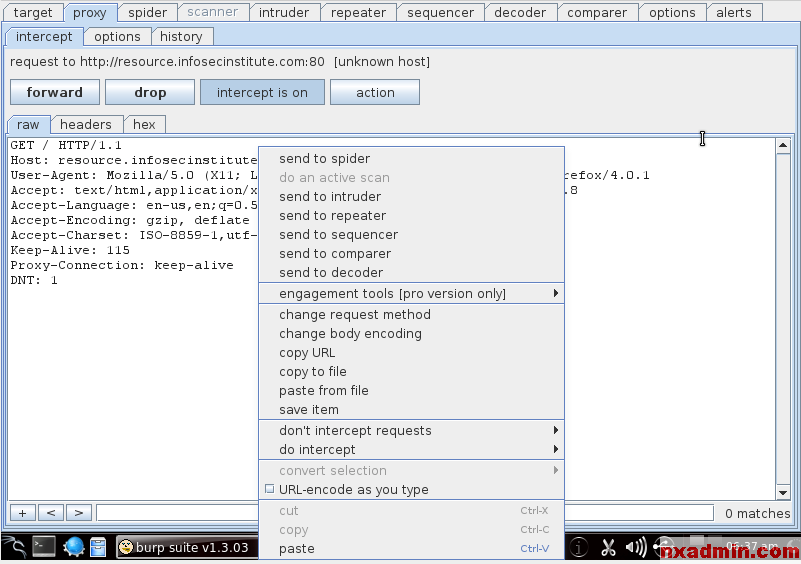 target proxy spider scanner intruder repeater sequencer decoder comparer options alerts
intercept options history
request to http://resource.infosecinstitute.com:80 [unknown host]
forward drop intercept is on action
raw headers hex
GET / HTTP/1.1
Host: resource.infosecinstitute
User-Agent: Mozilla/5.0 (X11; L refox/4.0.1
Accept: text/html,application/x .8
Accept-Language: en-us,en;q=0.5
Accept-Encoding: gzip, deflate
Accept-Charset: ISO-8859-1,utf-
Keep-Alive: 115
Proxy-Connection: keep-alive
DNT: 1
send to spider
do an active scan
send to intruder
send to repeater
send to sequencer
send to comparer
send to decoder
engagement tools [pro version only]
change request method
change body encoding
copy URL
copy to file
paste from file
save item
don't intercept requests
do intercept
convert selection
URL-encode as you type
cut Ctrl-X
copy Ctrl-C
paste Ctrl-V
+ < > 0 matches
burp suite v1.3.03 06:37 am
nxadmin.com